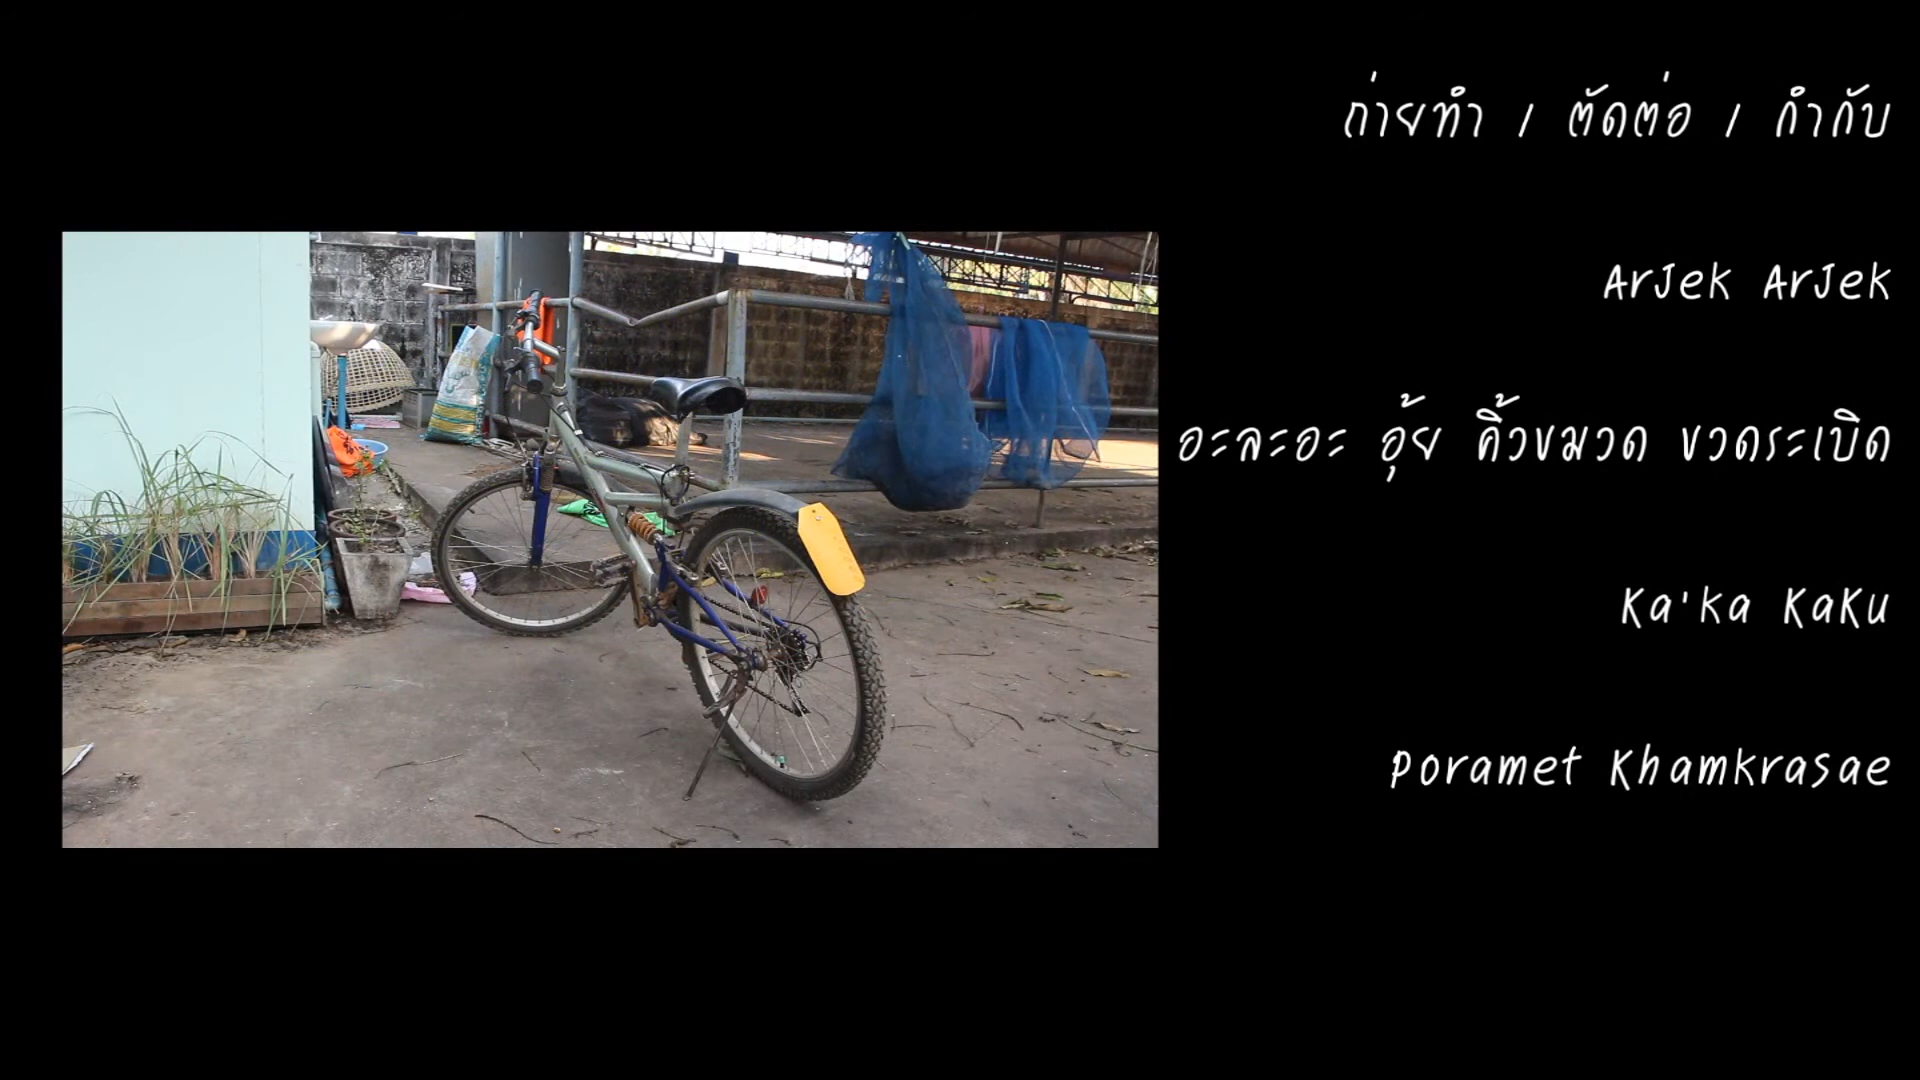 ถ่ายทำ / ตัดต่อ / กำกับ
ArJek ArJek
อะละอะ อุ้ย คิ้วขมวด ขวดระเบิด
Ka'ka KaKu
Poramet Khamkrasae